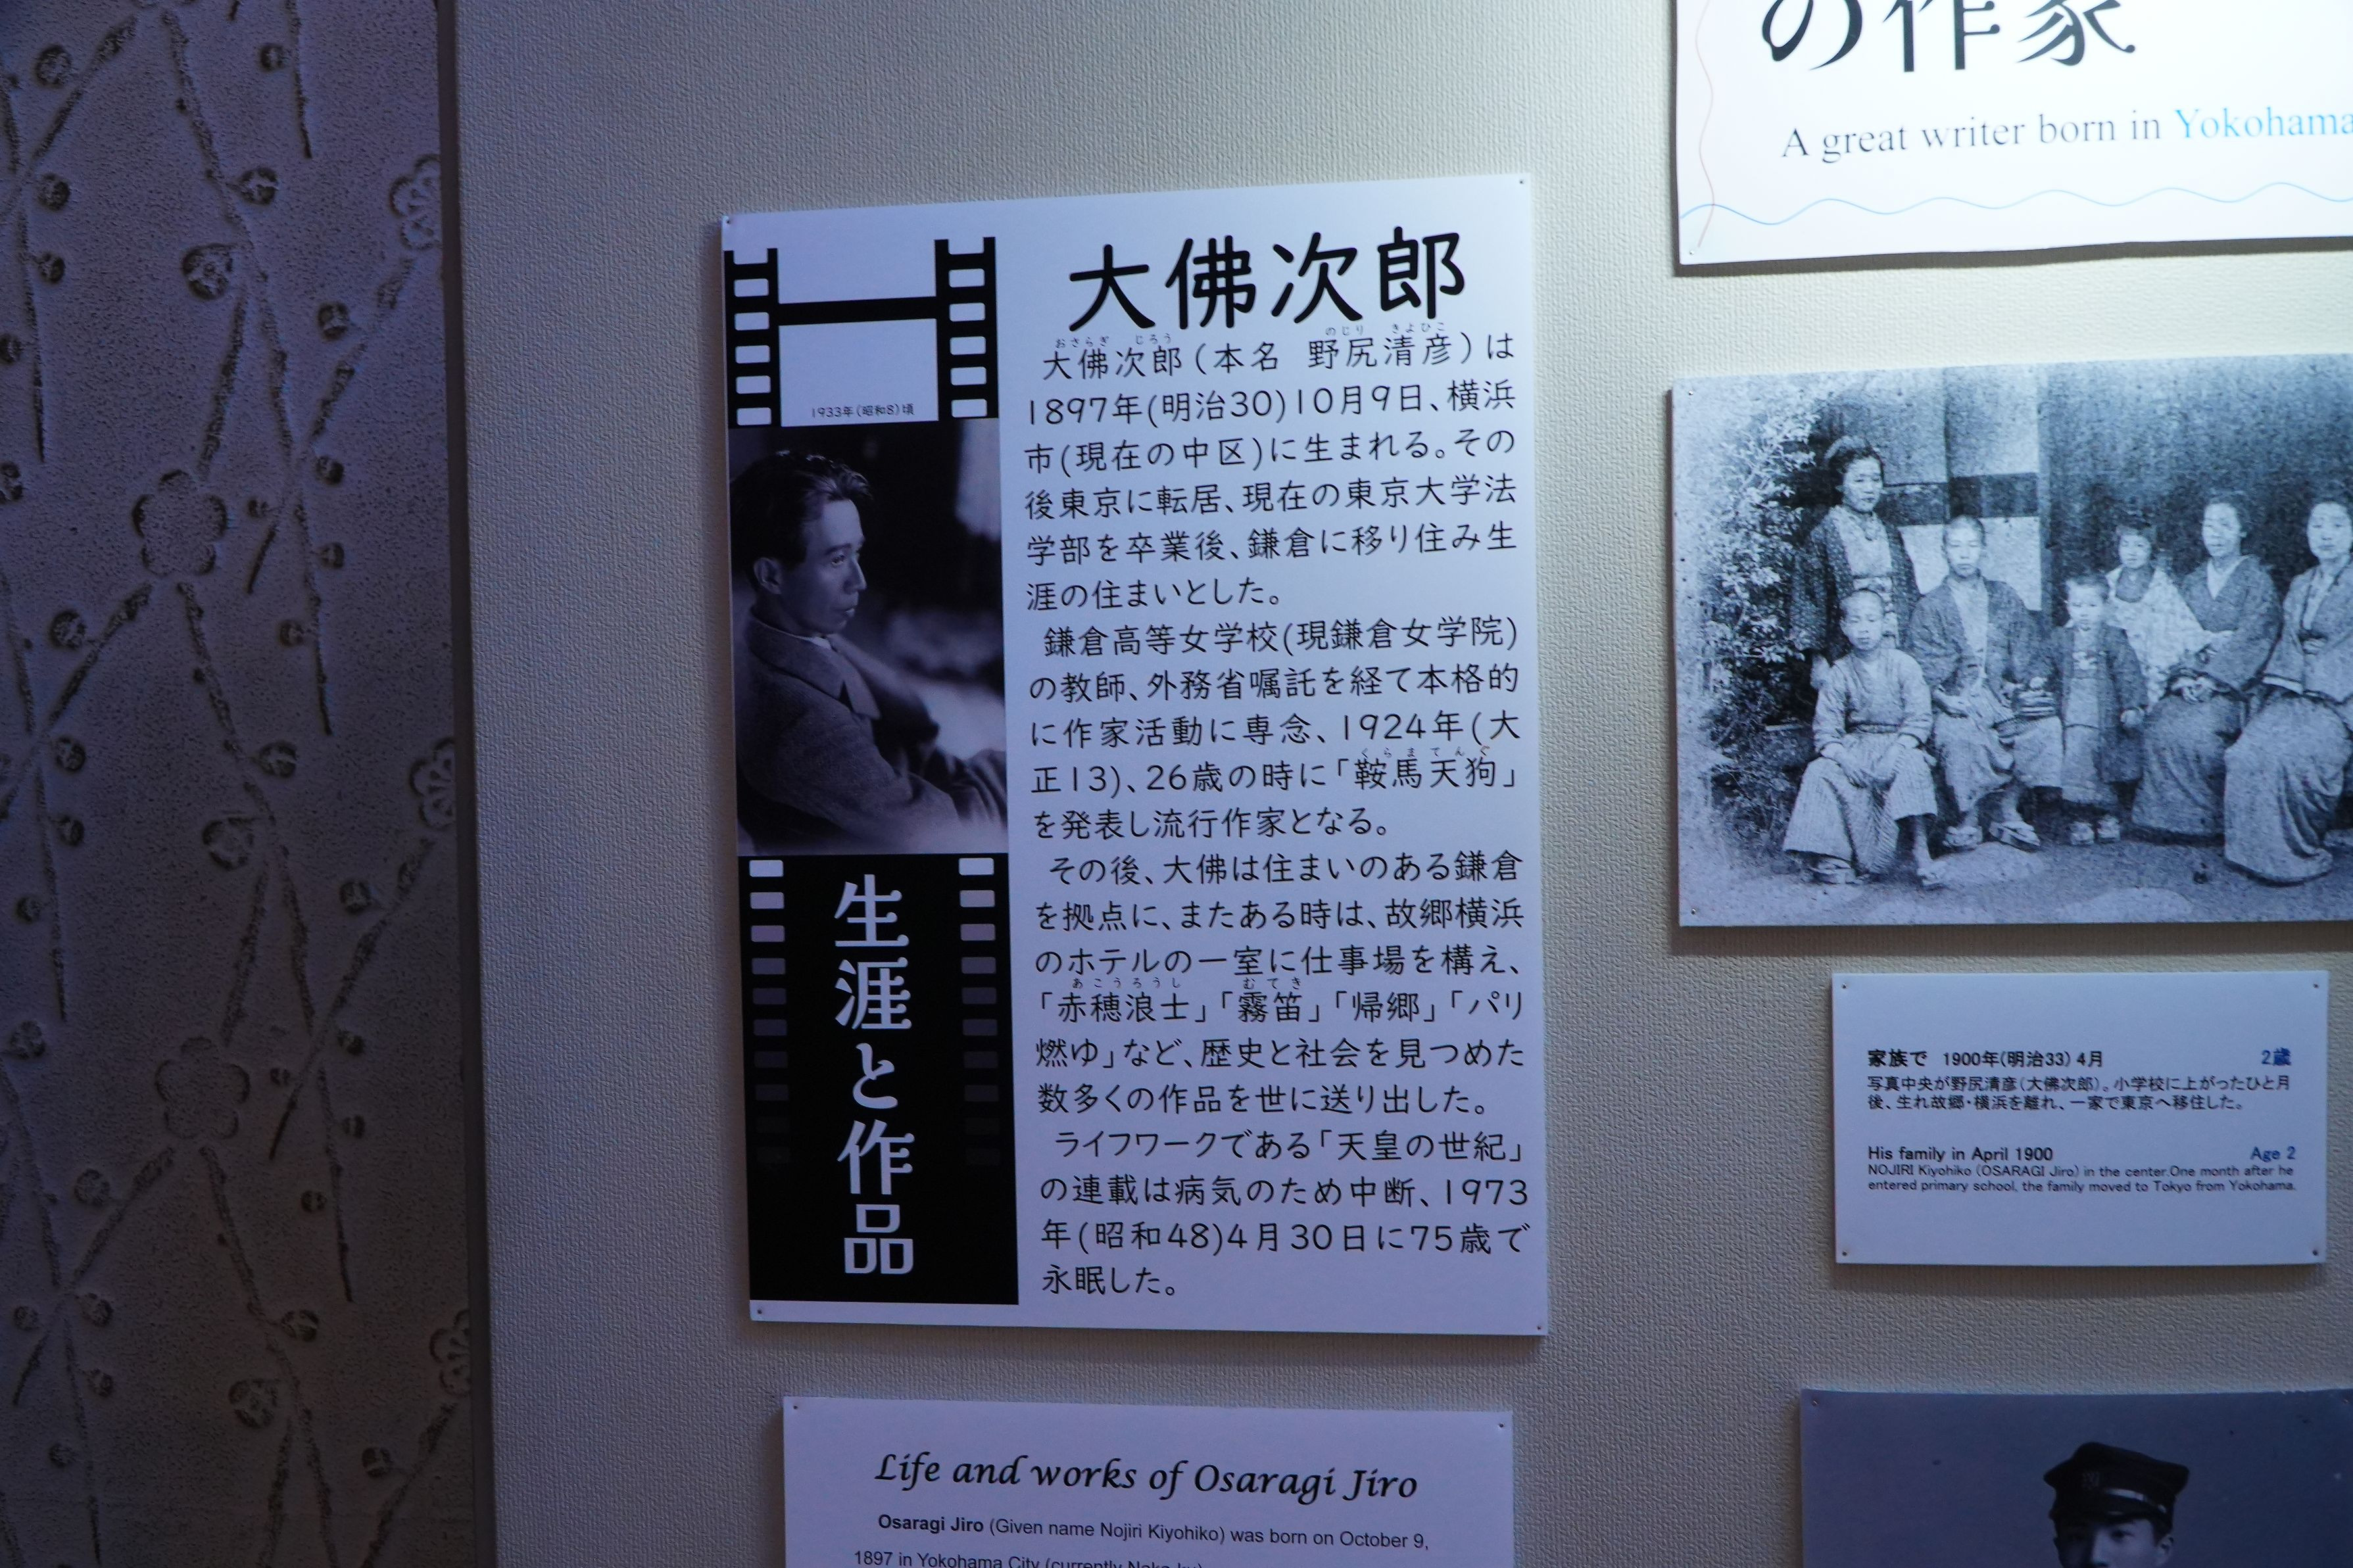 の作家
A great writer born in Yokohama
大佛次郎
1933年(昭和8)頃
生涯と作品
おさらぎ じろう のじり きよひこ
大佛次郎(本名 野尻清彦)は
1897年(明治30)10月9日、横浜
市(現在の中区)に生まれる。その
後東京に転居、現在の東京大学法
学部を卒業後、鎌倉に移り住み生
涯の住まいとした。
鎌倉高等女学校(現鎌倉女学院)
の教師、外務省嘱託を経て本格的
に作家活動に専念、1924年(大
くらまてんぐ
正13)、26歳の時に「鞍馬天狗」
を発表し流行作家となる。
その後、大佛は住まいのある鎌倉
を拠点に、またある時は、故郷横浜
のホテルの一室に仕事場を構え、
あこうろうし むてき
「赤穂浪士」「霧笛」「帰郷」「パリ
燃ゆ」など、歴史と社会を見つめた
数多くの作品を世に送り出した。
ライフワークである「天皇の世紀」
の連載は病気のため中断、1973
年(昭和48)4月30日に75歳で
永眠した。
家族で 1900年(明治33) 4月 2歳
写真中央が野尻清彦(大佛次郎)。小学校に上がったひと月
後、生れ故郷・横浜を離れ、一家で東京へ移住した。
His family in April 1900 Age 2
NOJIRI Kiyohiko (OSARAGI Jiro) in the center.One month after he
entered primary school, the family moved to Tokyo from Yokohama.
Life and works of Osaragi Jiro
Osaragi Jiro (Given name Nojiri Kiyohiko) was born on October 9,
1897 in Yokohama City (currently Naka-ku)